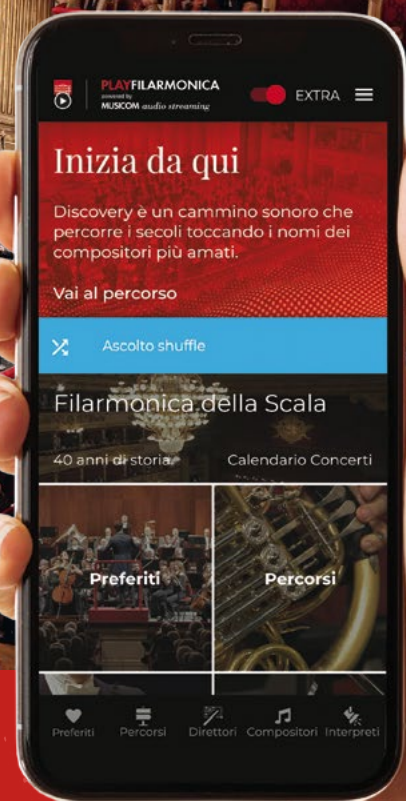 PLAYFILARMONICA
powered by
MUSICOM audio streaming
EXTRA
Inizia da qui
Discovery è un cammino sonoro che
percorre i secoli toccando i nomi dei
compositori più amati.
Vai al percorso
Ascolto shuffle
Filarmonica della Scala
40 anni di storia
Calendario Concerti
Preferiti
Percorsi
Preferiti
Percorsi
Direttori
Compositori
Interpreti